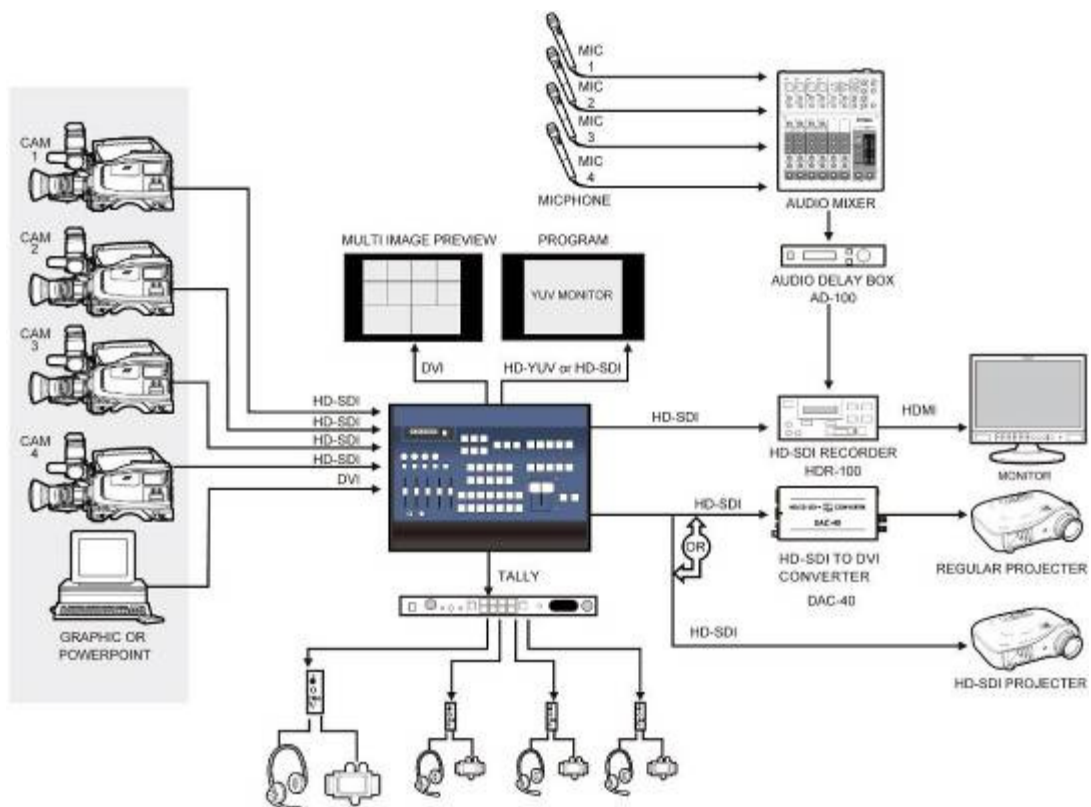 MIC
1
MIC
2
MIC
3
MIC
4
MICPHONE
AUDIO MIXER
AUDIO DELAY BOX
AD-100
CAM
1
CAM
2
CAM
3
CAM
4
GRAPHIC OR
POWERPOINT
MULTI IMAGE PREVIEW
PROGRAM
YUV MONITOR
DVI
HD-YUV or HD-SDI
HD-SDI
HD-SDI
HD-SDI
HD-SDI
DVI
HD-SDI
HD-SDI RECORDER
HDR-100
HDMI
MONITOR
HD-SDI
OR
DAC-40
HD-SDI TO DVI
CONVERTER
DAC-40
REGULAR PROJECTER
HD-SDI
HD-SDI PROJECTER
TALLY